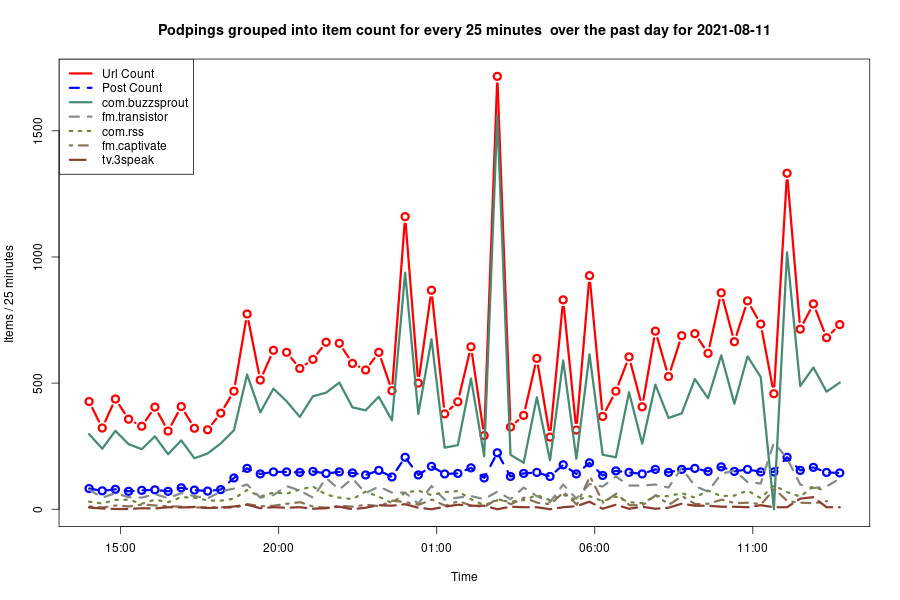 Podpings grouped into item count for every 25 minutes  over the past day for 2021-08-11
Url Count
Post Count
com.buzzsprout
fm.transistor
com.rss
fm.captivate
tv.3speak
Items / 25 minutes
1500
1000
500
0
15:00
20:00
01:00
06:00
11:00
Time